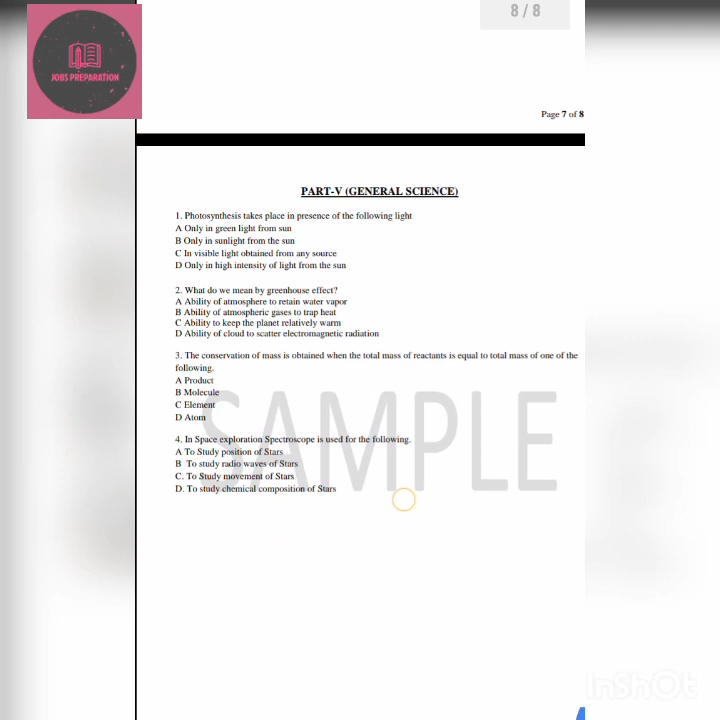 8 / 8
JOBS PREPARATION
Page 7 of 8
PART-V (GENERAL SCIENCE)
1. Photosynthesis takes place in presence of the following light
A Only in green light from sun
B Only in sunlight from the sun
C In visible light obtained from any source
D Only in high intensity of light from the sun
2. What do we mean by greenhouse effect?
A Ability of atmosphere to retain water vapor
B Ability of atmospheric gases to trap heat
C Ability to keep the planet relatively warm
D Ability of cloud to scatter electromagnetic radiation
3. The conservation of mass is obtained when the total mass of reactants is equal to total mass of one of the
following.
A Product
B Molecule
C Element
D Atom
SAMPLE
4. In Space exploration Spectroscope is used for the following.
A To Study position of Stars
B To study radio waves of Stars
C. To Study movement of Stars
D. To study chemical composition of Stars
InShOt